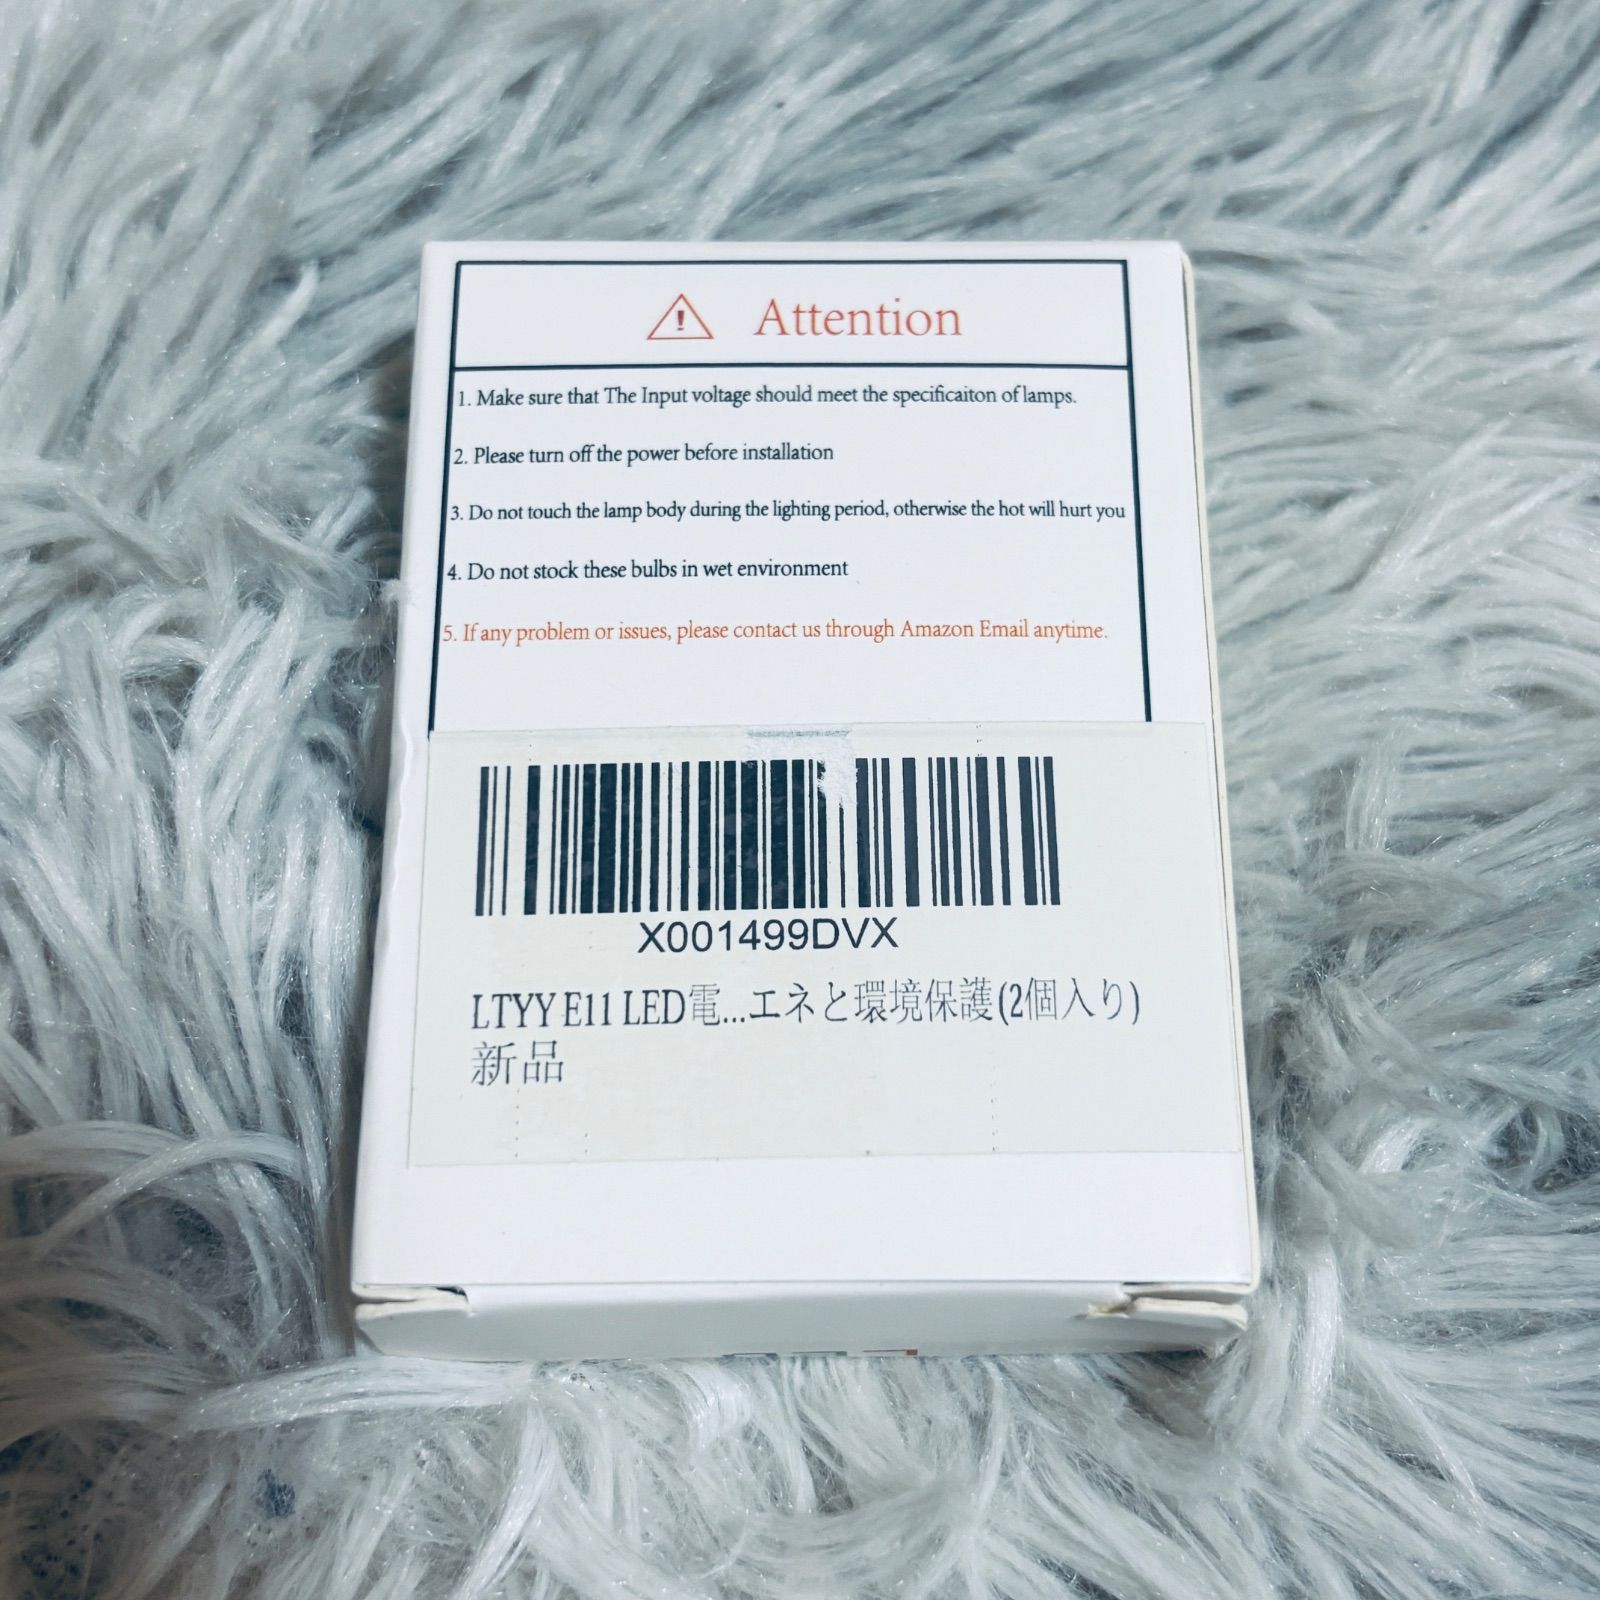 Attention
1. Make sure that The Input voltage should meet the specificaiton of lamps.
2. Please turn off the power before installation
3. Do not touch the lamp body during the lighting period, otherwise the hot will hurt you
4. Do not stock these bulbs in wet environment
5. If any problem or issues, please contact us through Amazon Email anytime.
X001499DVX
LTYY E11 LED電...エネと環境保護(2個入り)
新品